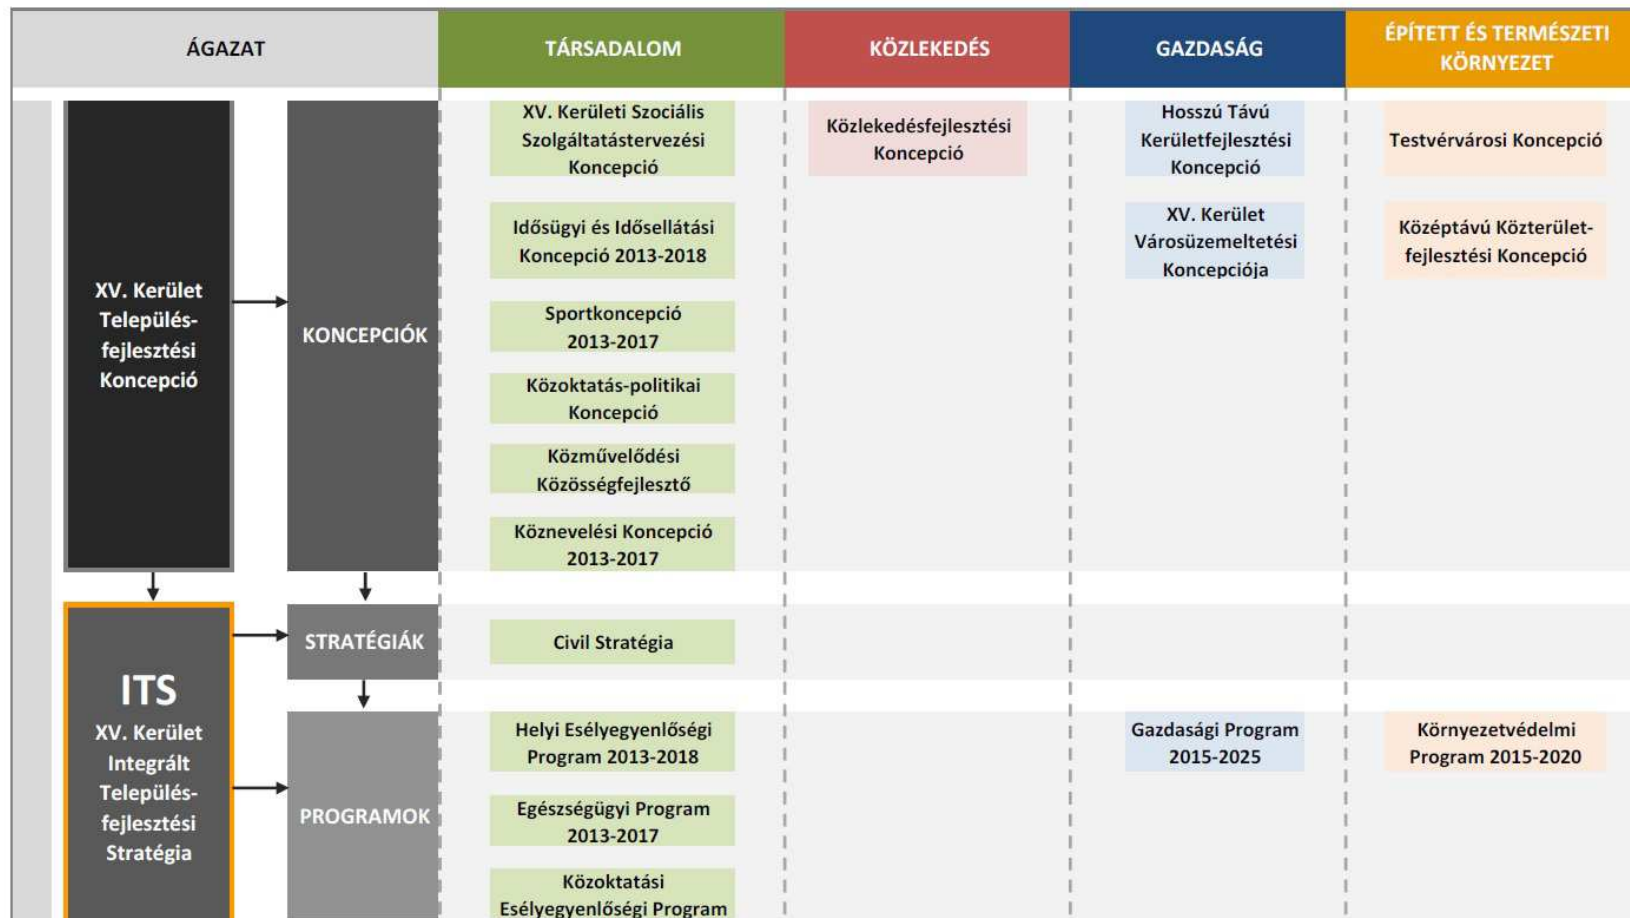 ÁGAZAT
TÁRSADALOM
KÖZLEKEDÉS
GAZDASÁG
ÉPÍTETT ÉS TERMÉSZETI
KÖRNYEZET
XV. Kerület
Település-
fejlesztési
Koncepció
KONCEPCIÓK
XV. Kerületi Szociális
Szolgáltatástervezési
Koncepció
Idősügyi és Idősellátási
Koncepció 2013-2018
Sportkoncepció
2013-2017
Közoktatás-politikai
Koncepció
Közművelődési
Közösségfejlesztő
Köznevelési Koncepció
2013-2017
Közlekedésfejlesztési
Koncepció
Hosszú Távú
Kerületfejlesztési
Koncepció
XV. Kerület
Városüzemeltetési
Koncepciója
Testvérvárosi Koncepció
Középtávú Közterület-
fejlesztési Koncepció
ITS
XV. Kerület
Integrált
Település-
fejlesztési
Stratégia
STRATÉGIÁK
Civil Stratégia
PROGRAMOK
Helyi Esélyegyenlőségi
Program 2013-2018
Egészségügyi Program
2013-2017
Közoktatási
Esélyegyenlőségi Program
Gazdasági Program
2015-2025
Környezetvédelmi
Program 2015-2020